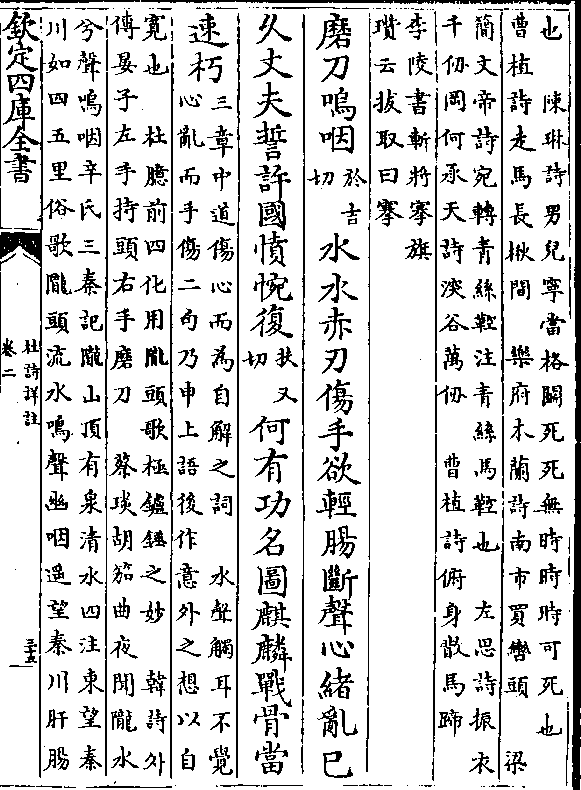 也　陳琳詩男兒寧當格鬬死死無時時時可死也
曹植詩走馬長楸間　樂府木蘭詩南市買轡頭　梁
簡文帝詩宛轉青絲鞚注青絲馬鞚也　左思詩振衣
千仞岡何承天詩深谷萬仞　曹植詩俯身散馬蹄
李陵書斬將搴旗
瓚云拔取曰搴
磨刀嗚咽於吉切水水赤刃傷手欲輕腸斷聲心緒亂已
久丈夫誓許國憤惋復扶又切何有功名圖麒麟戰骨當
速朽三章中道傷心而為自解之詞　水聲觸耳不覺
心亂而手傷二句乃申上語後作意外之想以自
寬也　杜臆前四化用隴頭歌極鑪錘之妙　韓詩外
傳晏子左手持頭右手磨刀　蔡琰胡笳曲夜聞隴水
兮聲嗚咽辛氏三秦記隴山頂有泉清水四注東望秦
川如四五里俗歌隴頭流水鳴聲幽咽遥望秦川肝腸
欽定四庫全書
杜詩詳註
卷二
三十五